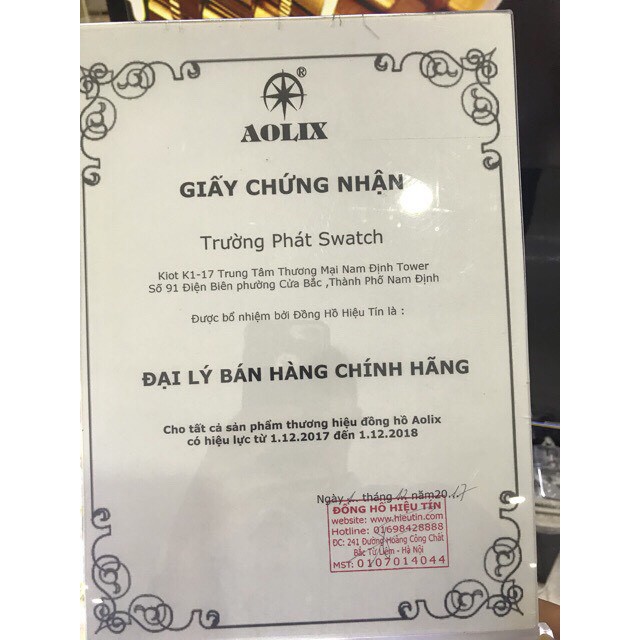 ®
AOLIX
GIẤY CHỨNG NHẬN
Trường Phát Swatch
Kiot K1-17 Trung Tâm Thương Mại Nam Định Tower
Số 91 Điện Biên phường Cửa Bắc ,Thành Phố Nam Định
Được bổ nhiệm bởi Đồng Hồ Hiệu Tín là :
ĐẠI LÝ BÁN HÀNG CHÍNH HÃNG
Cho tất cả sản phẩm thương hiệu đồng hồ Aolix
có hiệu lực từ 1.12.2017 đến 1.12.2018
Ngày 1 tháng 12 năm20.17
ĐỒNG HỒ HIỆU TÍN
website: www.hieutin.com
Hotline: 01698428888
ĐC: 241 Đường Hoàng Công Chất
Bắc Từ Liêm - Hà Nội
MST: 0107014044